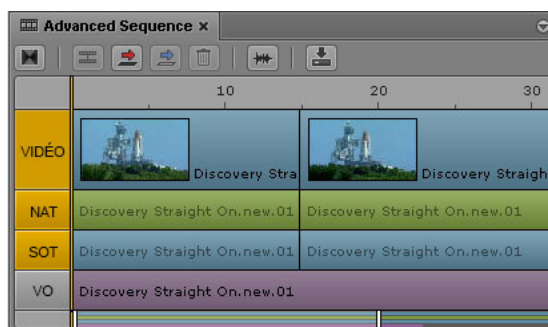 Advanced Sequence ×
10 20 30
VIDÉO Discovery Stra Discovery Straigh
NAT Discovery Straight On.new.01 Discovery Straight On.new.01
SOT Discovery Straight On.new.01 Discovery Straight On.new.01
VO Discovery Straight On.new.01